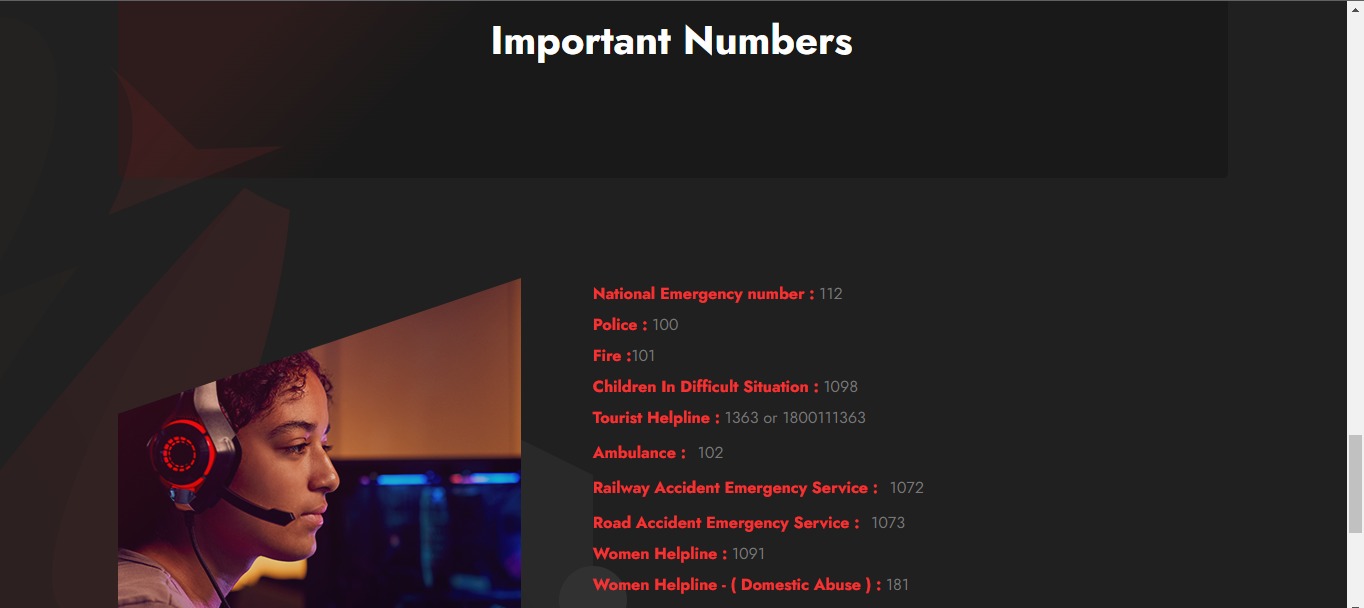 Important Numbers
National Emergency number : 112
Police : 100
Fire :101
Children In Difficult Situation : 1098
Tourist Helpline : 1363 or 1800111363
Ambulance : 102
Railway Accident Emergency Service : 1072
Road Accident Emergency Service : 1073
Women Helpline : 1091
Women Helpline - ( Domestic Abuse ) : 181